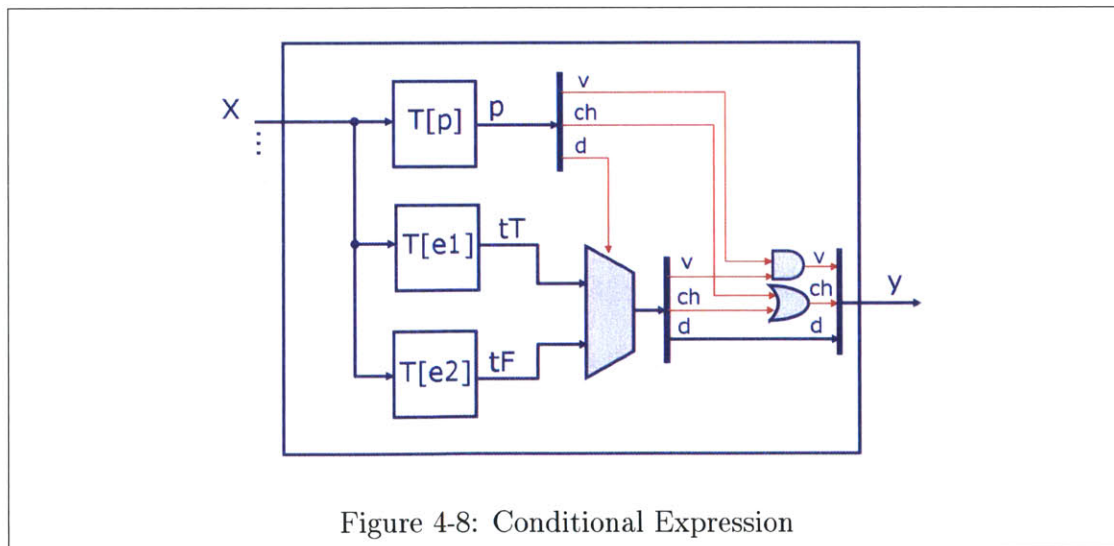 X
...
T[p]
p
v
ch
d
T[e1]
tT
T[e2]
tF
v
ch
d
v
ch
d
y
Figure 4-8: Conditional Expression